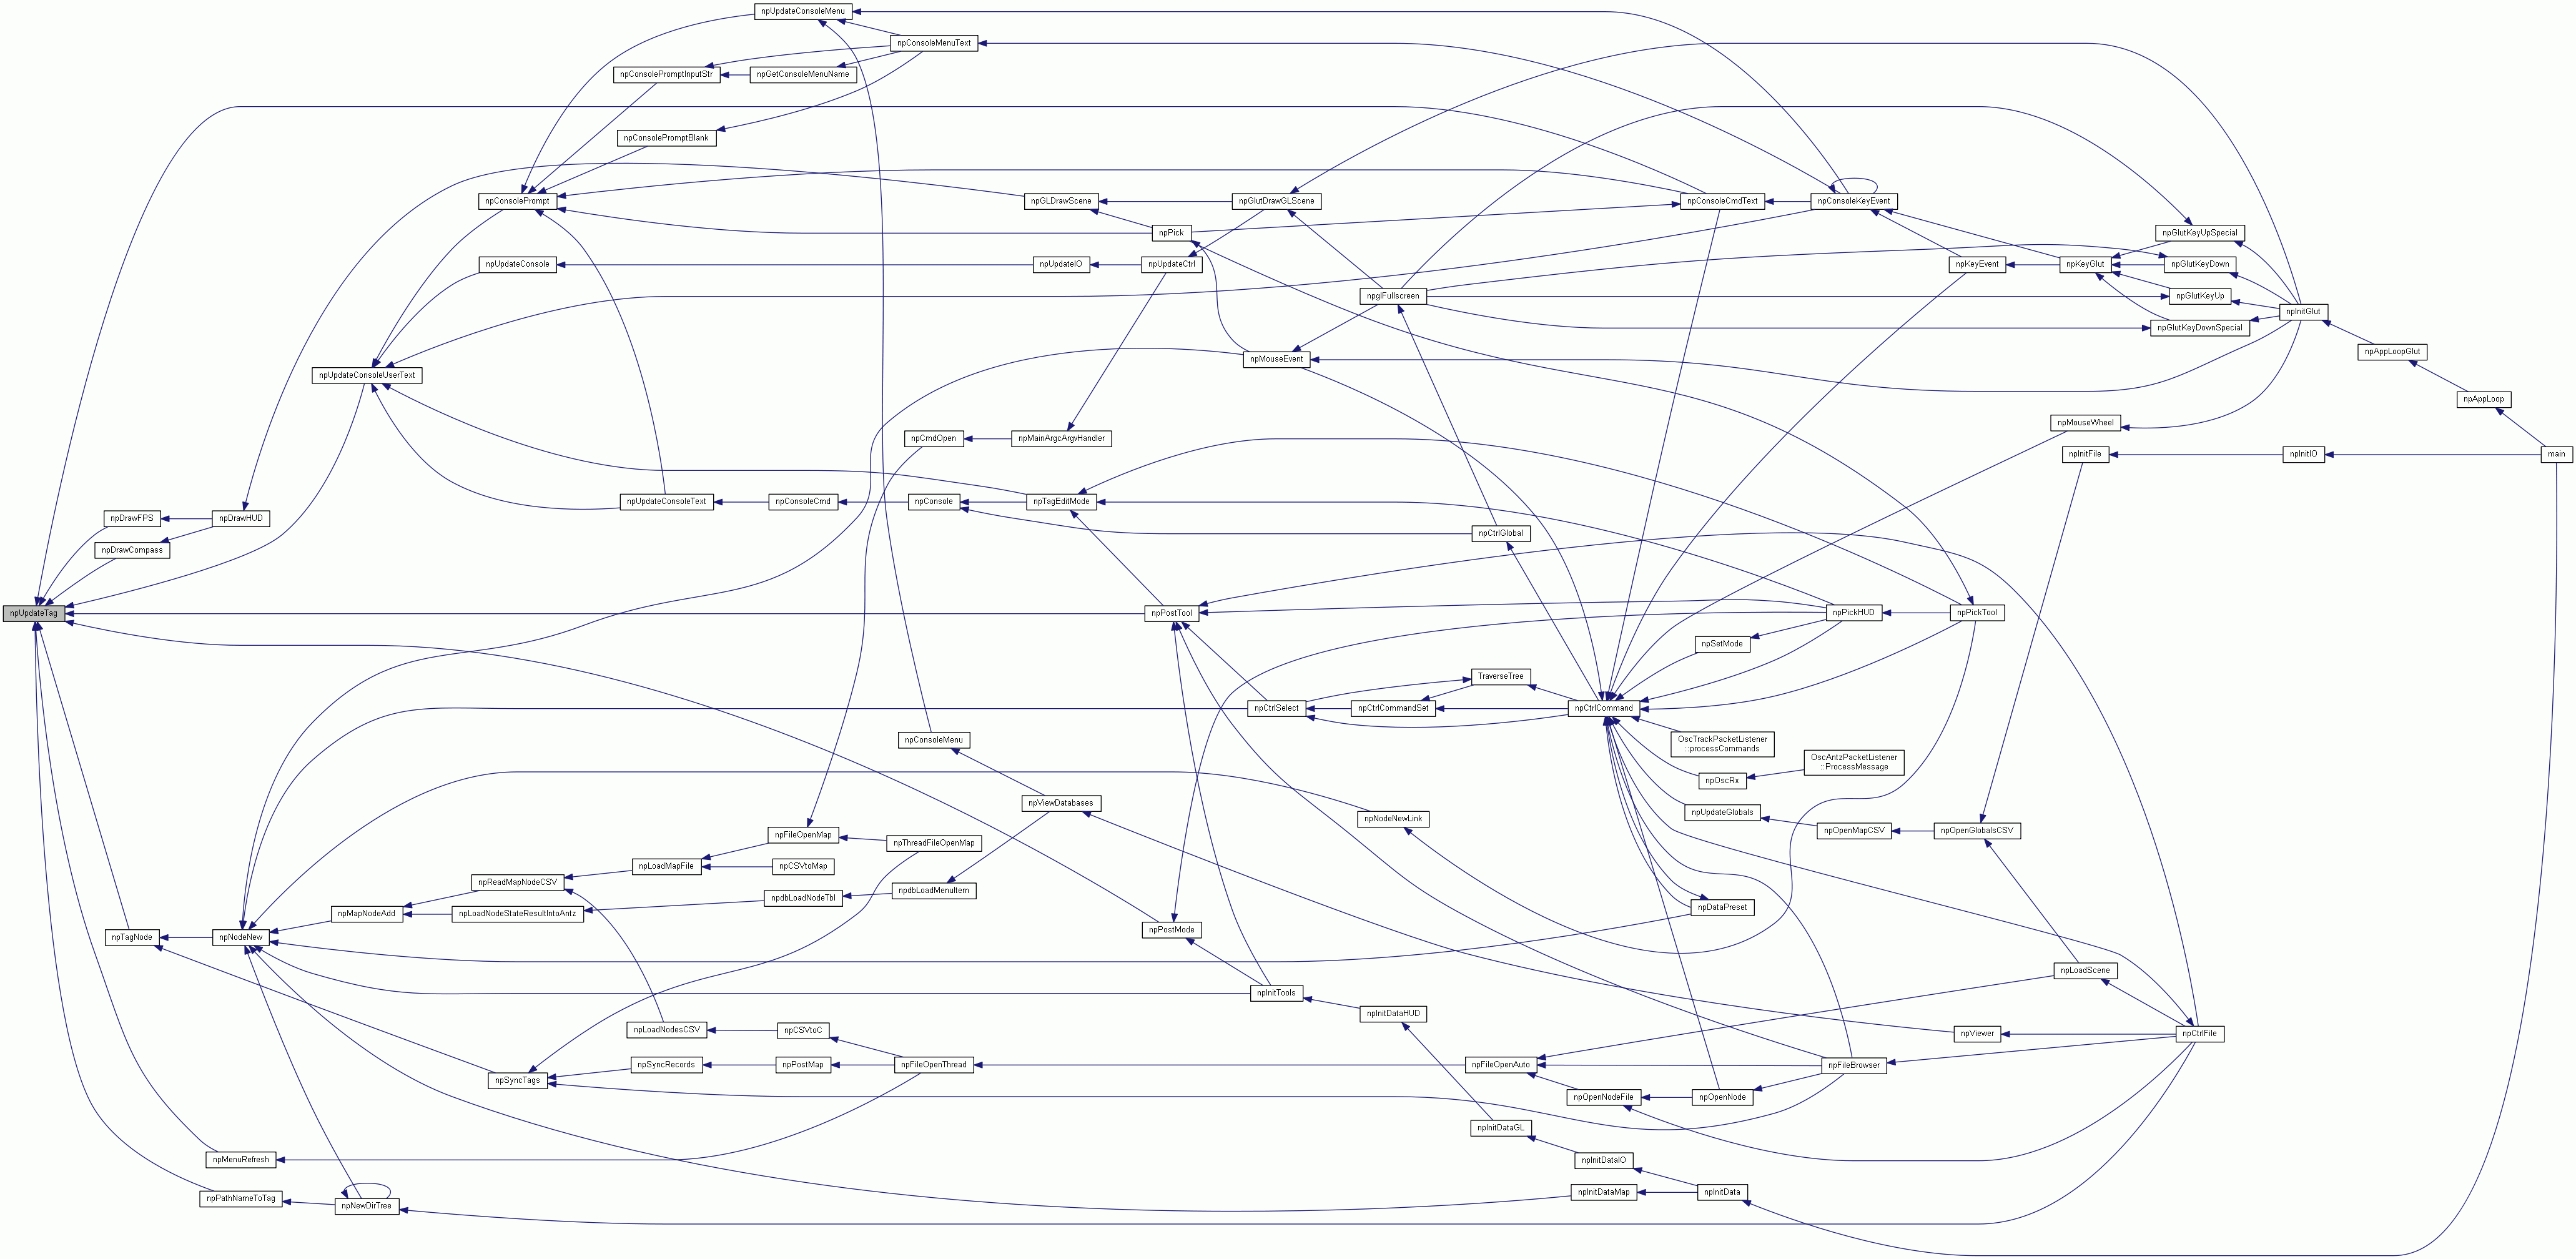 npUpdateConsoleMenu
npConsoleMenuText
npConsolePromptInputStr
npGetConsoleMenuName
npConsolePromptBlank
npConsolePrompt
npGLDrawScene
npGlutDrawGLScene
npConsoleCmdText
npConsoleKeyEvent
npPick
npGlutKeyUpSpecial
npUpdateConsole
npUpdateIO
npUpdateCtrl
npKeyEvent
npKeyGlut
npGlutKeyDown
npglFullscreen
npGlutKeyUp
npInitGlut
npGlutKeyDownSpecial
npMouseEvent
npAppLoopGlut
npUpdateConsoleUserText
npAppLoop
npMouseWheel
npCmdOpen
npMainArgcArgvHandler
npInitFile
npInitIO
main
npUpdateConsoleText
npConsoleCmd
npConsole
npTagEditMode
npDrawFPS
npDrawHUD
npCtrlGlobal
npDrawCompass
npUpdateTag
npPostTool
npPickHUD
npPickTool
npSetMode
TraverseTree
npCtrlSelect
npCtrlCommandSet
npCtrlCommand
npConsoleMenu
OscTrackPacketListener
::processCommands
OscAntzPacketListener
::ProcessMessage
npOscRx
npViewDatabases
npUpdateGlobals
npNodeNewLink
npOpenMapCSV
npOpenGlobalsCSV
npFileOpenMap
npThreadFileOpenMap
npLoadMapFile
npCSVtoMap
npReadMapNodeCSV
npdbLoadNodeTbl
npdbLoadMenuItem
npMapNodeAdd
npLoadNodeStateResultIntoAntz
npDataPreset
npTagNode
npNodeNew
npPostMode
npLoadScene
npInitTools
npInitDataHUD
npLoadNodesCSV
npCSVtoC
npViewer
npCtrlFile
npSyncRecords
npPostMap
npFileOpenThread
npFileOpenAuto
npFileBrowser
npSyncTags
npOpenNodeFile
npOpenNode
npInitDataGL
npMenuRefresh
npInitDataIO
npPathNameToTag
npNewDirTree
npInitDataMap
npInitData